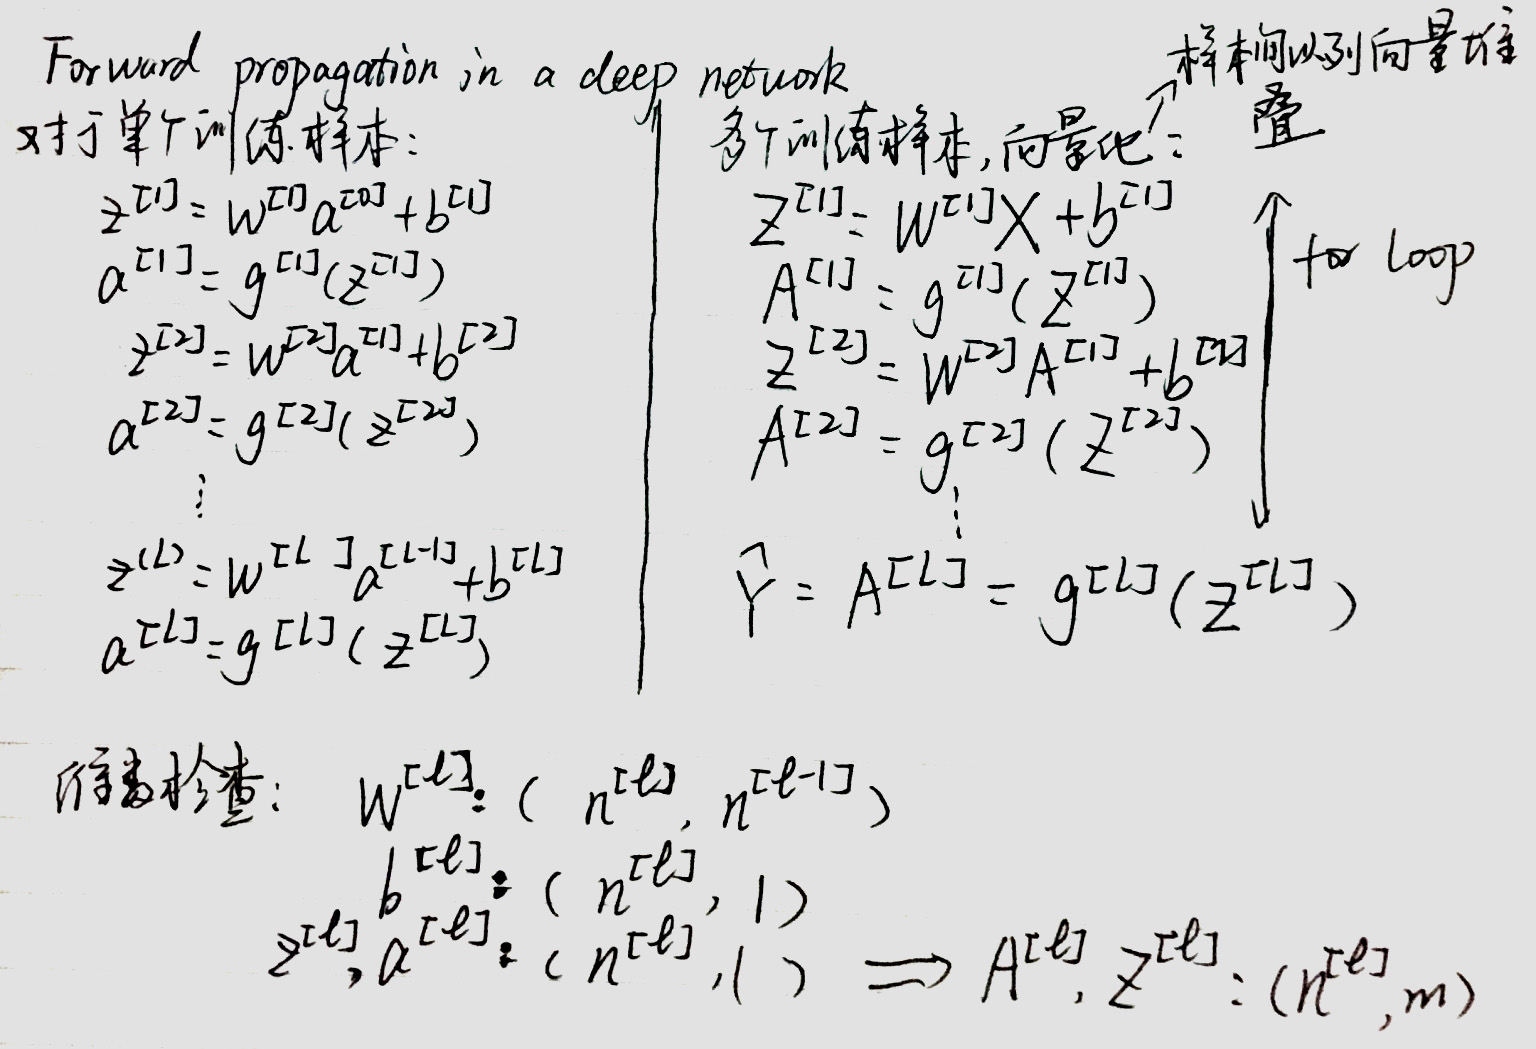 Forward propagation in a deep network
对于单个训练样本:
z^[1] = w^[1]a^[0] + b^[1]
a^[1] = g^[1](z^[1])
z^[2] = w^[2]a^[1] + b^[2]
a^[2] = g^[2](z^[2])
⋮
z^(L) = w^[L]a^[L-1] + b^[L]
a^[L] = g^[L](z^[L])
样本间以列向量堆
叠
多个训练样本,向量化:
Z^[1] = W^[1]X + b^[1]
A^[1] = g^[1](Z^[1])
Z^[2] = W^[2]A^[1] + b^[2]
A^[2] = g^[2](Z^[2])
⋮
Ŷ = A^[L] = g^[L](Z^[L])
for loop
维数检查:
W^[l]: (n^[l], n^[l-1])
b^[l]: (n^[l], 1)
z^[l], a^[l]: (n^[l], 1) ⟹ A^[l], Z^[l]: (n^[l], m)